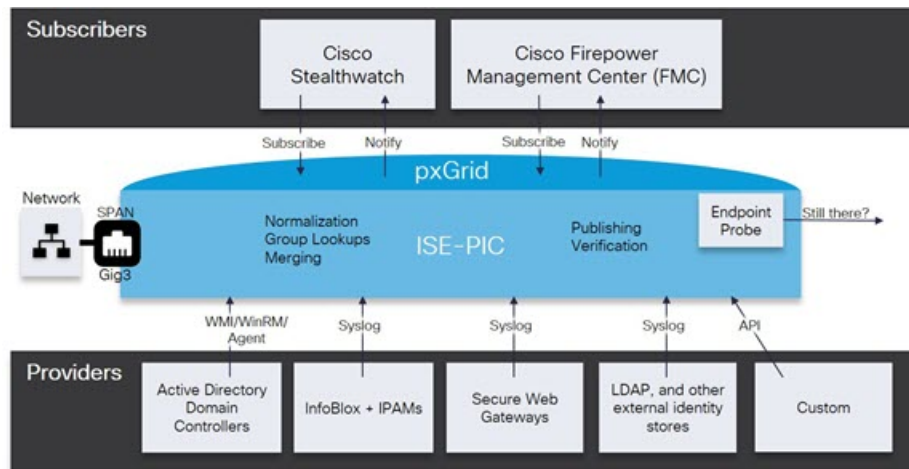 Subscribers
Cisco
Stealthwatch
Cisco Firepower
Management Center (FMC)
Subscribe
Notify
Subscribe
Notify
pxGrid
Network
SPAN
Gig3
Normalization
Group Lookups
Merging
ISE-PIC
Publishing
Verification
Endpoint
Probe
Still there?
WMI/WinRM/
Agent
Syslog
Syslog
Syslog
API
Providers
Active Directory
Domain
Controllers
InfoBlox + IPAMs
Secure Web
Gateways
LDAP, and other
external identity
stores
Custom